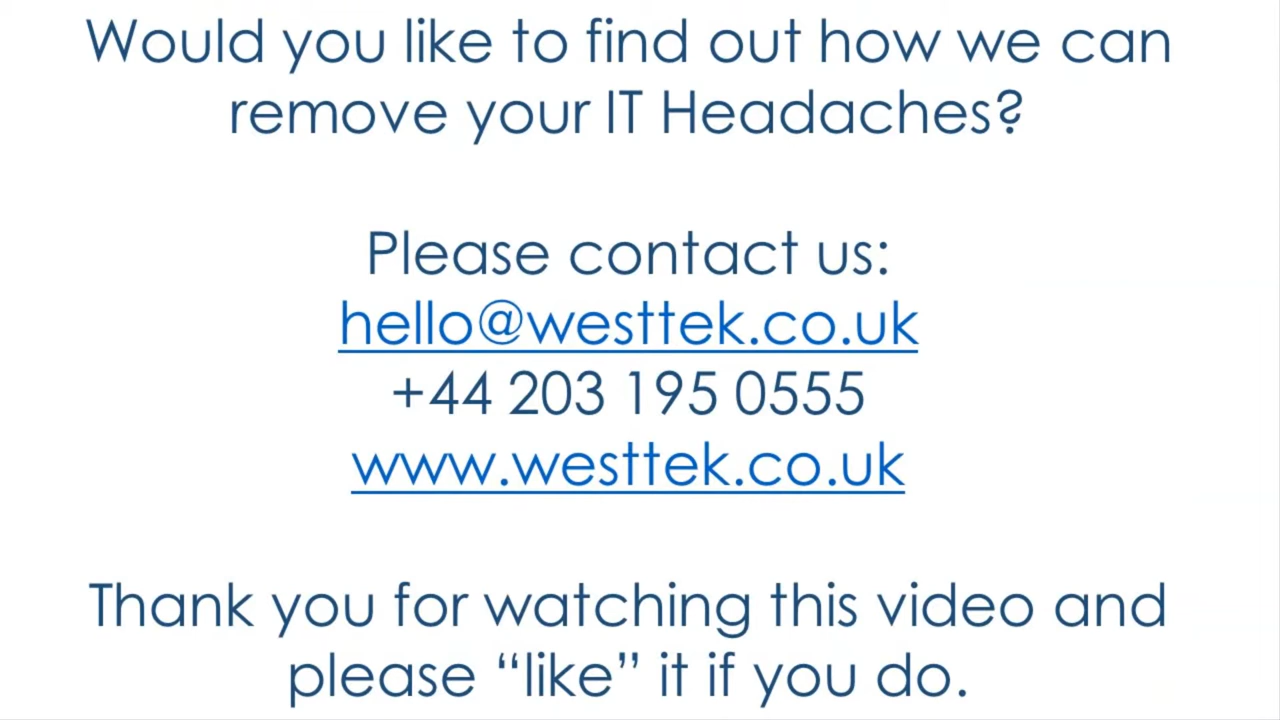 Would you like to find out how we can
remove your IT Headaches?
Please contact us:
hello@westtek.co.uk
+44 203 195 0555
www.westtek.co.uk
Thank you for watching this video and
please “like” it if you do.